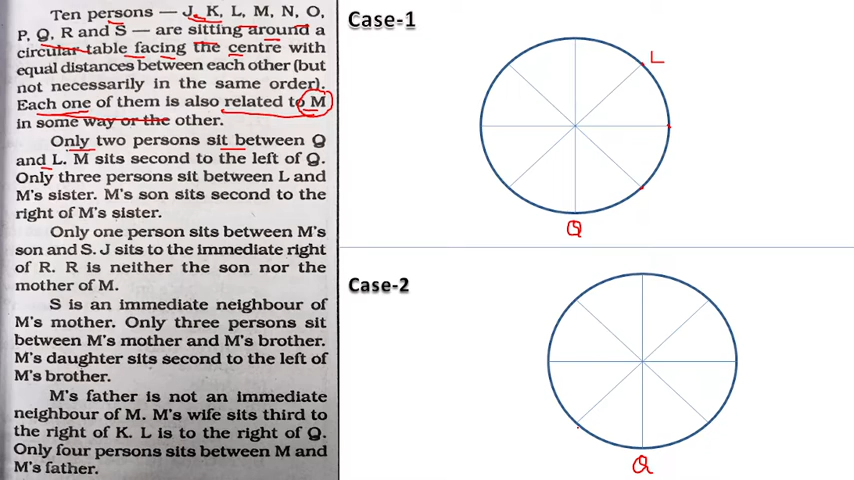 Ten persons — J, K, L, M, N, O,
P, Q, R and S — are sitting around a
circular table facing the centre with
equal distances between each other (but
not necessarily in the same order).
Each one of them is also related to M
in some way or the other.
Only two persons sit between Q
and L. M sits second to the left of Q.
Only three persons sit between L and
M's sister. M's son sits second to the
right of M's sister.
Only one person sits between M's
son and S. J sits to the immediate right
of R. R is neither the son nor the
mother of M.
S is an immediate neighbour of
M's mother. Only three persons sit
between M's mother and M's brother.
M's daughter sits second to the left of
M's brother.
M's father is not an immediate
neighbour of M. M's wife sits third to
the right of K. L is to the right of Q.
Only four persons sit between M and
M's father.
Case-1
L
Q
Case-2
Q